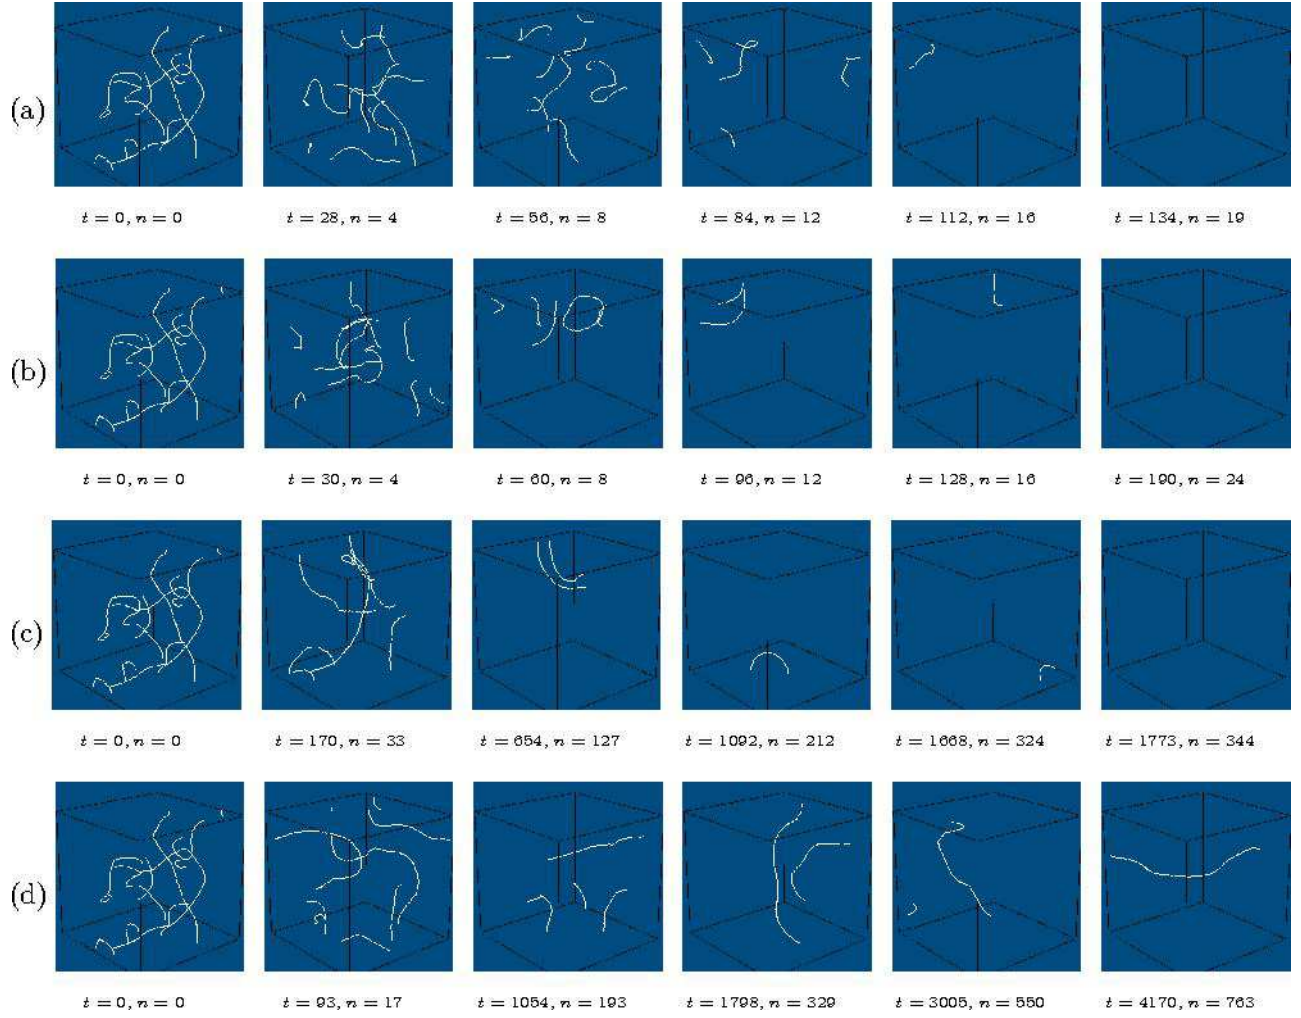 (a)
t = 0, n = 0 t = 28, n = 4 t = 56, n = 8 t = 84, n = 12 t = 112, n = 16 t = 134, n = 19
(b)
t = 0, n = 0 t = 30, n = 4 t = 60, n = 8 t = 96, n = 12 t = 128, n = 16 t = 190, n = 24
(c)
t = 0, n = 0 t = 170, n = 33 t = 654, n = 127 t = 1092, n = 212 t = 1668, n = 324 t = 1773, n = 344
(d)
t = 0, n = 0 t = 93, n = 17 t = 1054, n = 193 t = 1798, n = 329 t = 3005, n = 550 t = 4170, n = 763